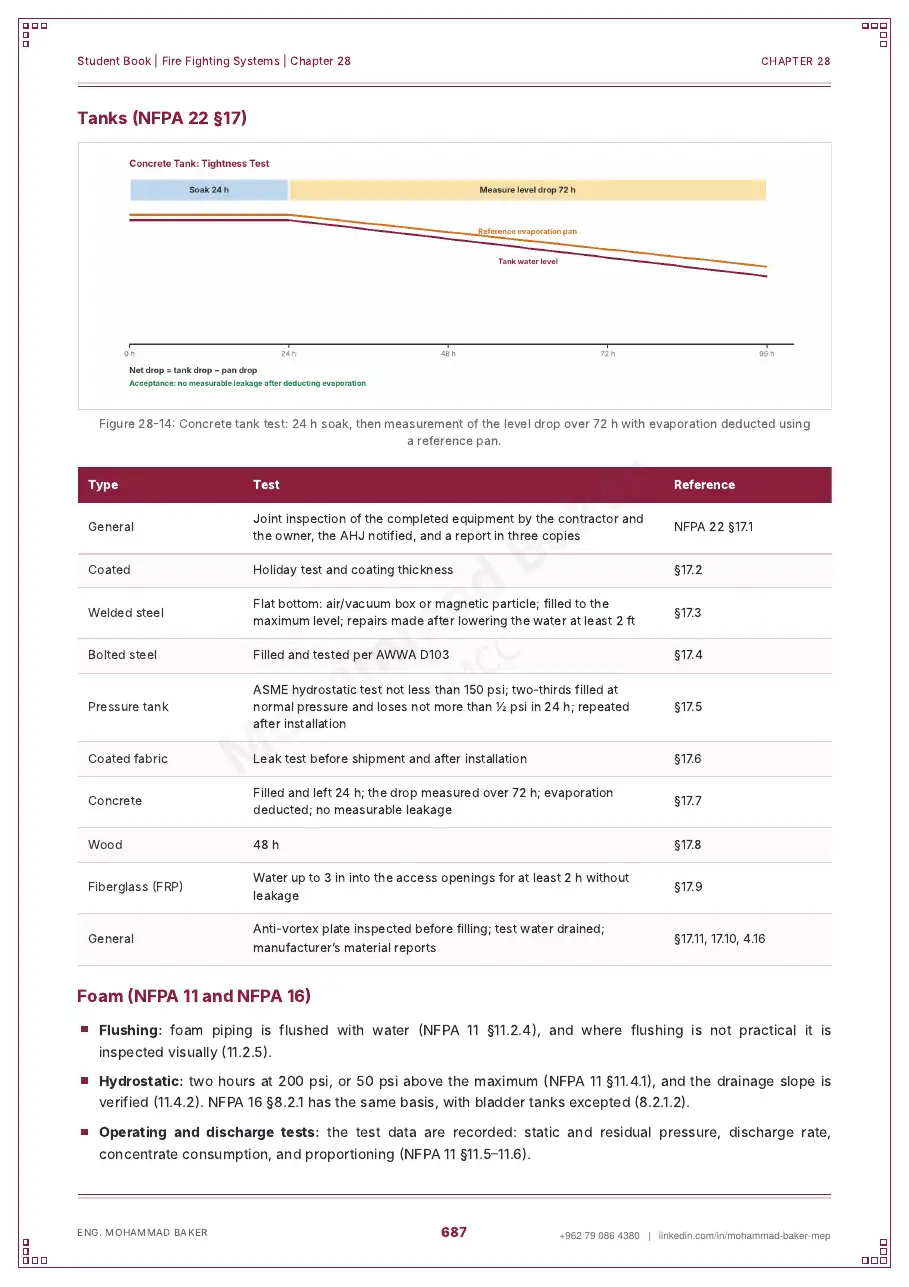 Student Book | Fire Fighting Systems | Chapter 28
CHAPTER 28
Tanks (NFPA 22 §17)
Concrete Tank: Tightness Test
Soak 24 h
Measure level drop 72 h
Reference evaporation pan
Tank water level
0 h
24 h
48 h
72 h
96 h
Net drop = tank drop − pan drop
Acceptance: no measurable leakage after deducting evaporation
Figure 28-14: Concrete tank test: 24 h soak, then measurement of the level drop over 72 h with evaporation deducted using
a reference pan.
Type Test Reference
General
Joint inspection of the completed equipment by the contractor and
the owner, the AHJ notified, and a report in three copies
NFPA 22 §17.1
Coated Holiday test and coating thickness §17.2
Welded steel
Flat bottom: air/vacuum box or magnetic particle; filled to the
maximum level; repairs made after lowering the water at least 2 ft
§17.3
Bolted steel Filled and tested per AWWA D103 §17.4
Pressure tank
ASME hydrostatic test not less than 150 psi; two-thirds filled at
normal pressure and loses not more than ½ psi in 24 h; repeated
after installation
§17.5
Coated fabric Leak test before shipment and after installation §17.6
Concrete
Filled and left 24 h; the drop measured over 72 h; evaporation
deducted; no measurable leakage
§17.7
Wood 48 h §17.8
Fiberglass (FRP)
Water up to 3 in into the access openings for at least 2 h without
leakage
§17.9
General
Anti-vortex plate inspected before filling; test water drained;
manufacturer's material reports
§17.11, 17.10, 4.16
Foam (NFPA 11 and NFPA 16)
Flushing: foam piping is flushed with water (NFPA 11 §11.2.4), and where flushing is not practical it is
inspected visually (11.2.5).
Hydrostatic: two hours at 200 psi, or 50 psi above the maximum (NFPA 11 §11.4.1), and the drainage slope is
verified (11.4.2). NFPA 16 §8.2.1 has the same basis, with bladder tanks excepted (8.2.1.2).
Operating and discharge tests: the test data are recorded: static and residual pressure, discharge rate,
concentrate consumption, and proportioning (NFPA 11 §11.5–11.6).
ENG. MOHAMMAD BAKER
687
+962 79 086 4380 | linkedin.com/in/mohammad-baker-mep